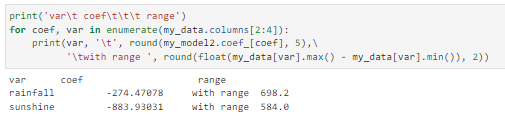 print('var\t coef\t\t\t range')
for coef, var in enumerate(my_data.columns[2:4]):
    print(var, '\t', round(my_model2.coef_[coef], 5),\
          '\twith range ', round(float(my_data[var].max() - my_data[var].min()), 2))
var coef range
rainfall -274.47078 with range 698.2
sunshine -883.93031 with range 584.0